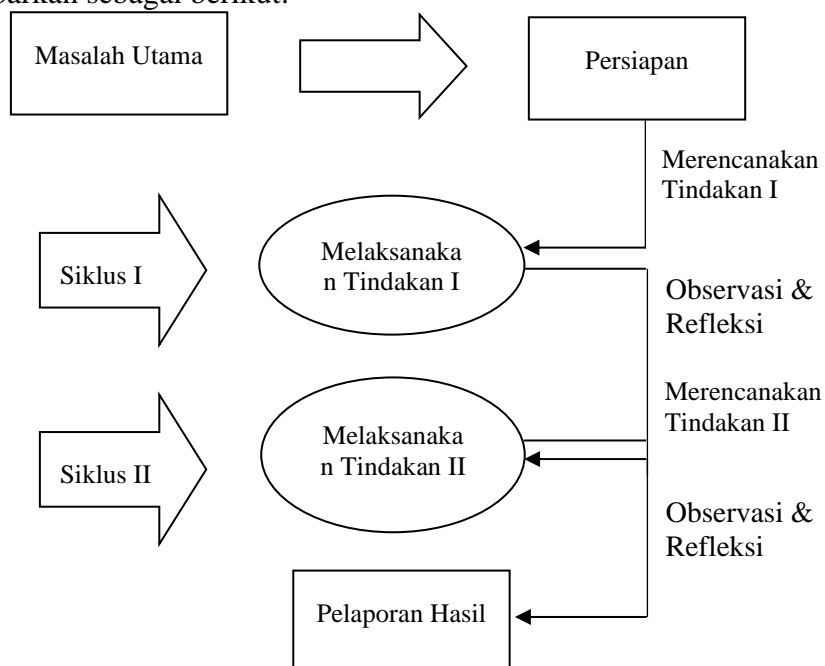 barkan sebagai berikut:
Masalah Utama
Persiapan
Merencanakan
Tindakan I
Siklus I
Melaksanaka
n Tindakan I
Observasi &
Refleksi
Merencanakan
Tindakan II
Siklus II
Melaksanaka
n Tindakan II
Observasi &
Refleksi
Pelaporan Hasil